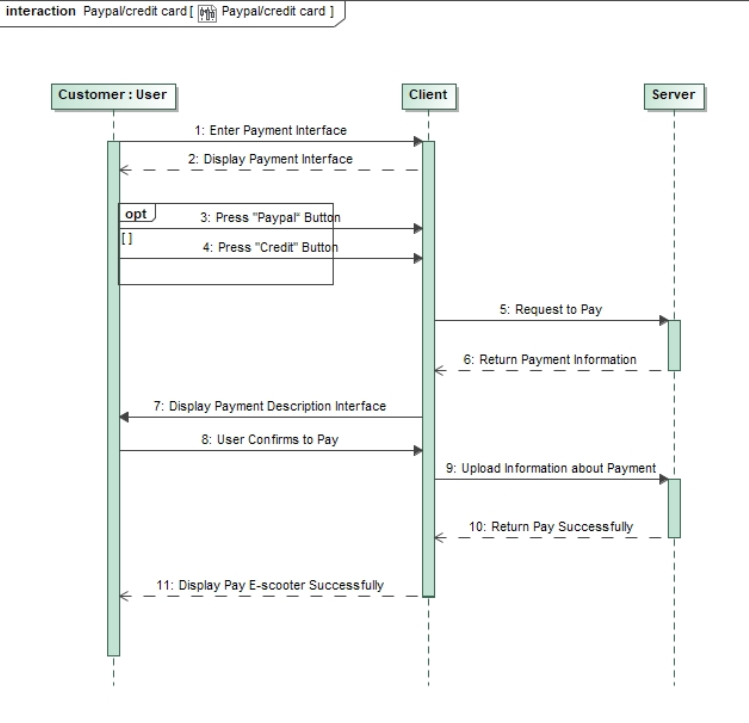 interaction Paypal/credit card [ Paypal/credit card ]
Customer : User
Client
Server
1: Enter Payment Interface
2: Display Payment Interface
opt
3: Press "Paypal" Button
[ ]
4: Press "Credit" Button
5: Request to Pay
6: Return Payment Information
7: Display Payment Description Interface
8: User Confirms to Pay
9: Upload Information about Payment
10: Return Pay Successfully
11: Display Pay E-scooter Successfully